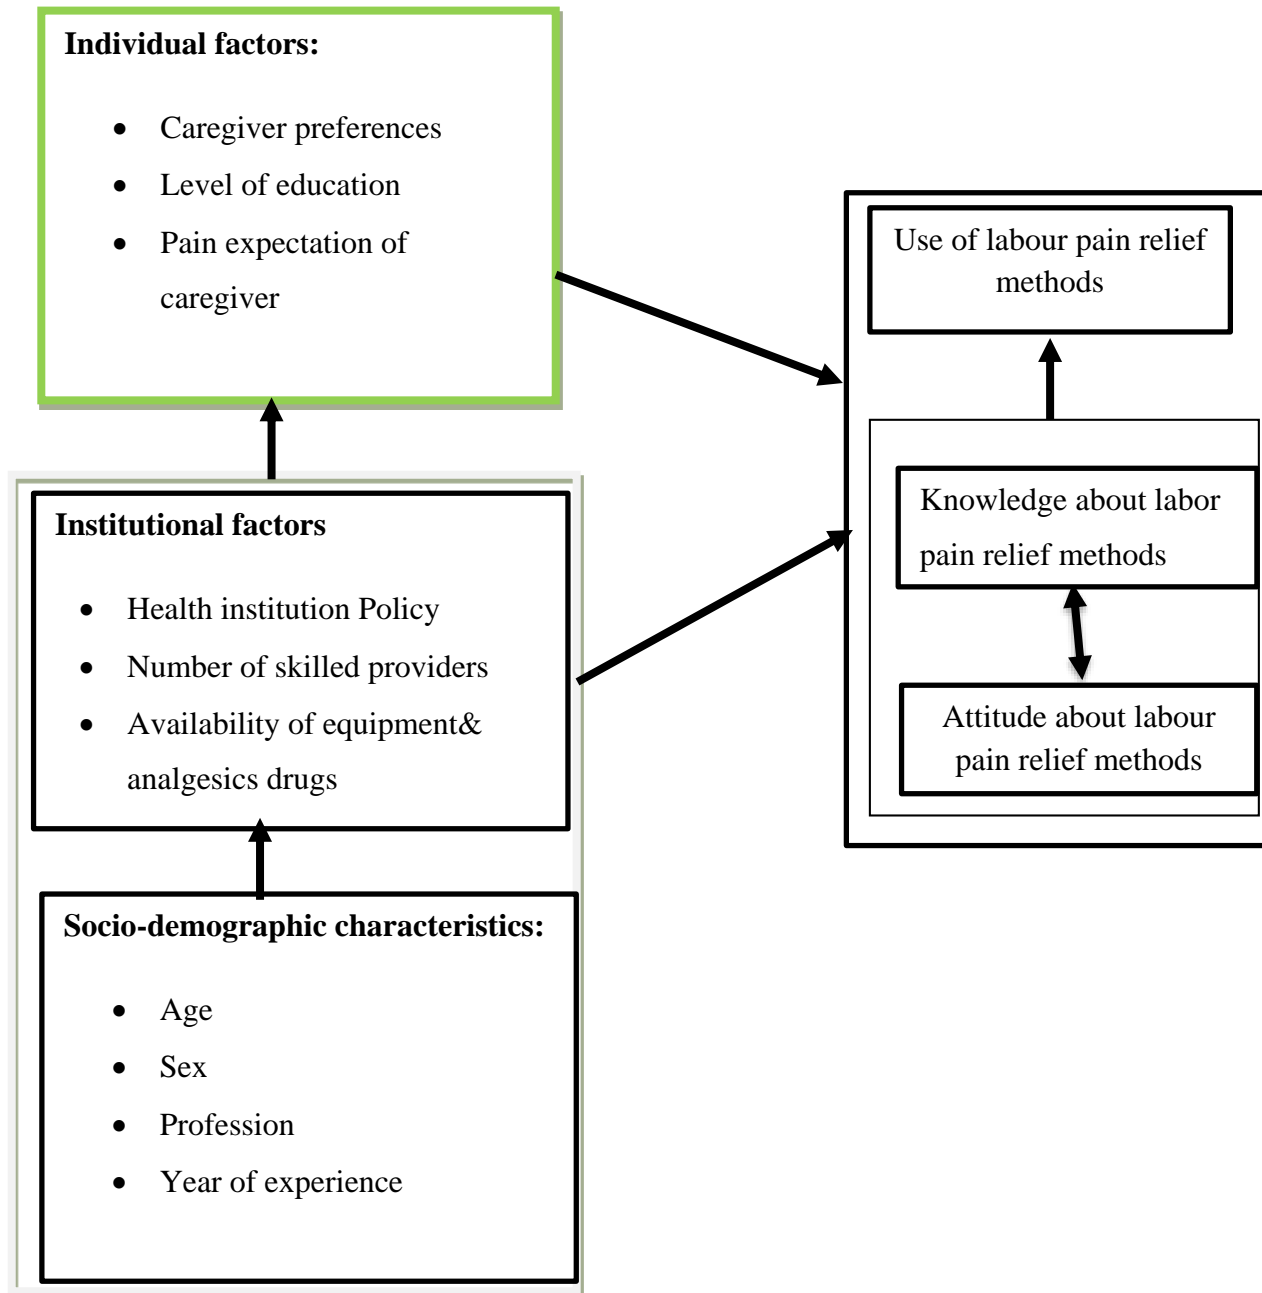 Individual factors:
• Caregiver preferences
• Level of education
• Pain expectation of
caregiver
Use of labour pain relief
methods
Knowledge about labor
pain relief methods
Attitude about labour
pain relief methods
Institutional factors
• Health institution Policy
• Number of skilled providers
• Availability of equipment&
analgesics drugs
Socio-demographic characteristics:
• Age
• Sex
• Profession
• Year of experience